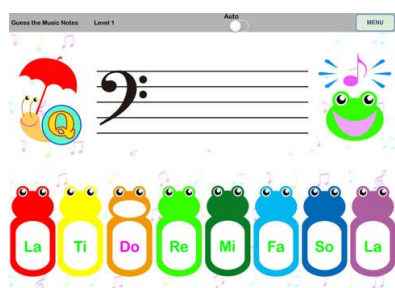 Guess the Music Notes Level 1 Auto MENU
Q
La Ti Do Re Mi Fa So La